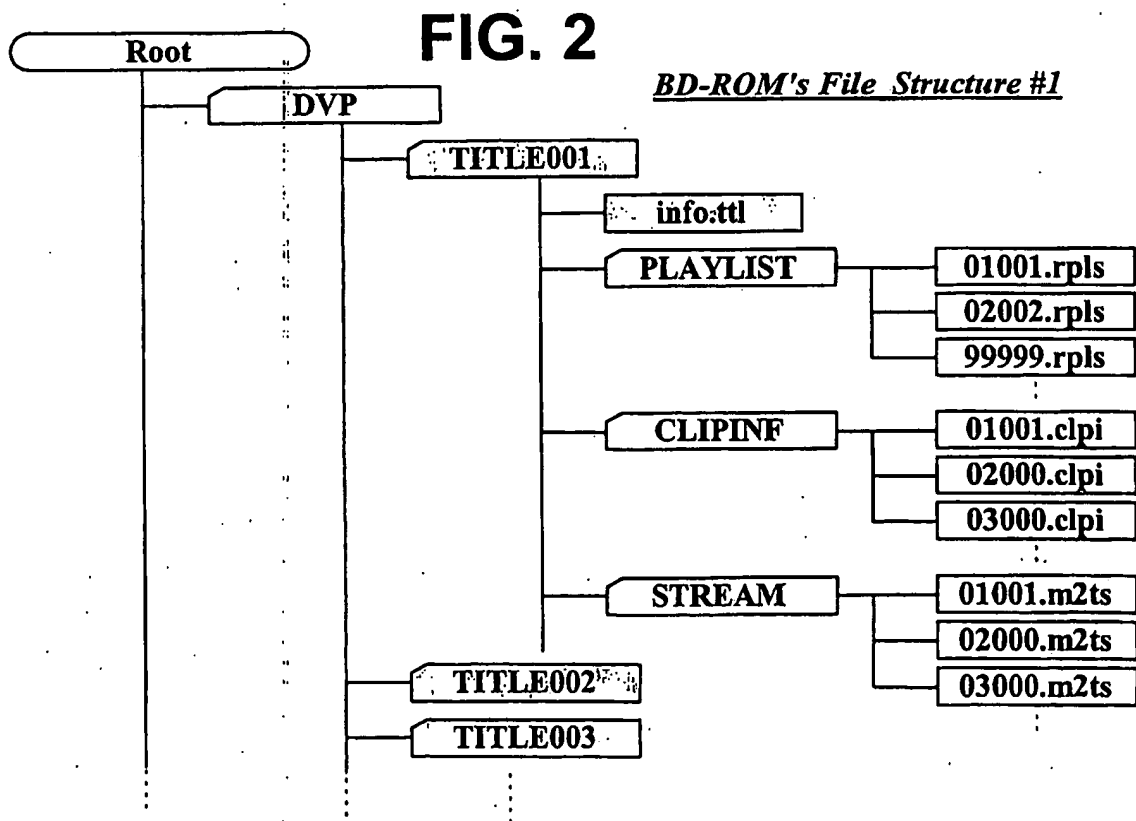 FIG. 2
Root
BD-ROM's File Structure #1
DVP
TITLE001
info.ttl
PLAYLIST
01001.rpls
02002.rpls
99999.rpls
CLIPINF
01001.clpi
02000.clpi
03000.clpi
STREAM
01001.m2ts
02000.m2ts
03000.m2ts
TITLE002
TITLE003